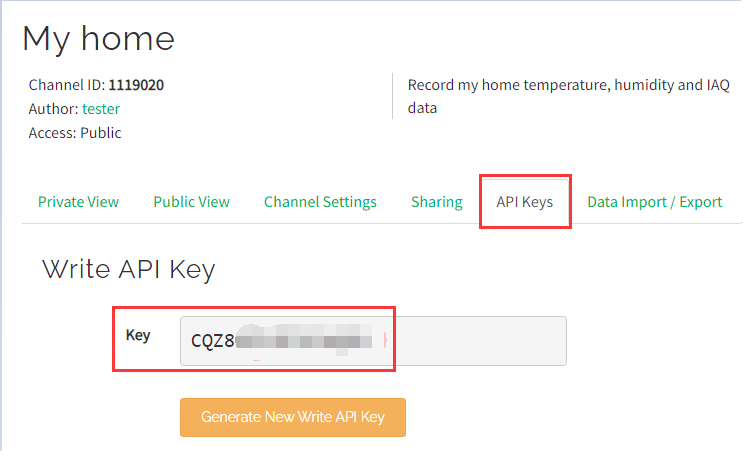 My home
Channel ID: 1119020
Author: tester
Access: Public
Record my home temperature, humidity and IAQ
data
Private View Public View Channel Settings Sharing API Keys Data Import / Export
Write API Key
Key CQZ8
Generate New Write API Key